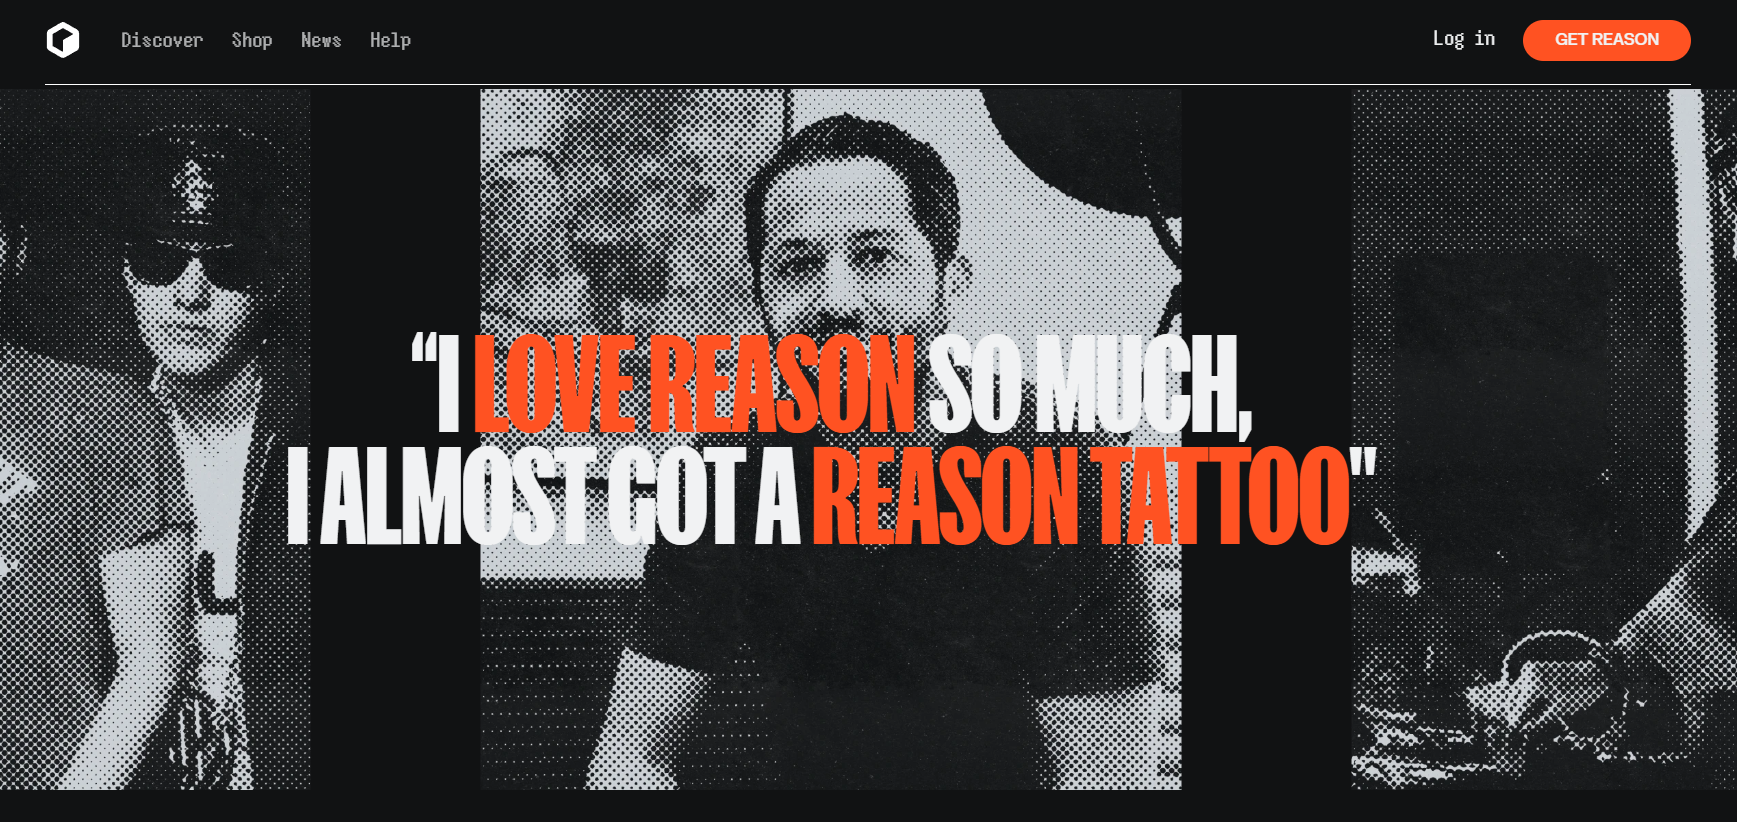 Discover Shop News Help Log in GET REASON
“I LOVE REASON SO MUCH,
I ALMOST GOT A REASON TATTOO"